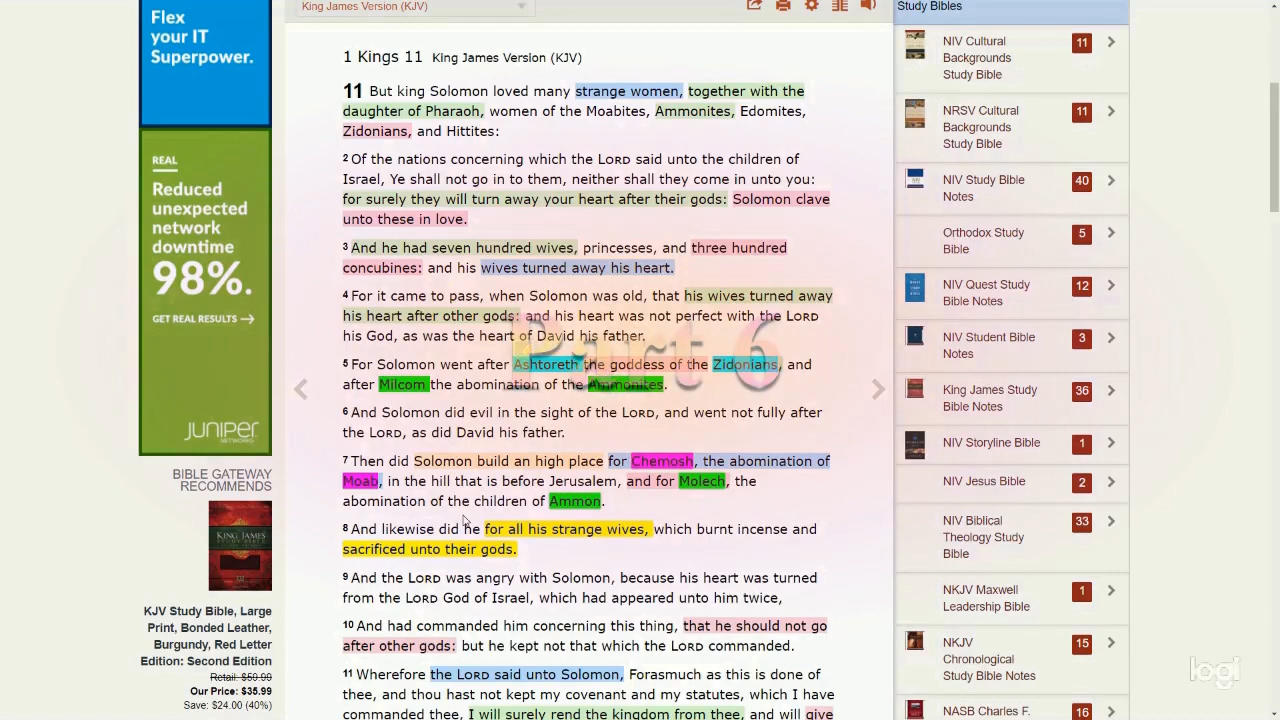 Flex
your IT
Superpower.
REAL
Reduced
unexpected
network
downtime
98%.
GET REAL RESULTS →
JUNIPER
NETWORKS
BIBLE GATEWAY
RECOMMENDS
KING JAMES
STUDY BIBLE
KJV Study Bible, Large
Print, Bonded Leather,
Burgundy, Red Letter
Edition: Second Edition
Retail: $59.99
Our Price: $35.99
Save: $24.00 (40%)
King James Version (KJV)
1 Kings 11 King James Version (KJV)
11 But king Solomon loved many strange women, together with the
daughter of Pharaoh, women of the Moabites, Ammonites, Edomites,
Zidonians, and Hittites:
2 Of the nations concerning which the LORD said unto the children of
Israel, Ye shall not go in to them, neither shall they come in unto you:
for surely they will turn away your heart after their gods: Solomon clave
unto these in love.
3 And he had seven hundred wives, princesses, and three hundred
concubines: and his wives turned away his heart.
4 For it came to pass, when Solomon was old, that his wives turned away
his heart after other gods: and his heart was not perfect with the LORD
his God, as was the heart of David his father.
5 For Solomon went after Ashtoreth the goddess of the Zidonians, and
after Milcom the abomination of the Ammonites.
6 And Solomon did evil in the sight of the LORD, and went not fully after
the LORD, as did David his father.
7 Then did Solomon build an high place for Chemosh, the abomination of
Moab, in the hill that is before Jerusalem, and for Molech, the
abomination of the children of Ammon.
8 And likewise did he for all his strange wives, which burnt incense and
sacrificed unto their gods.
9 And the LORD was angry with Solomon, because his heart was turned
from the LORD God of Israel, which had appeared unto him twice,
10 And had commanded him concerning this thing, that he should not go
after other gods: but he kept not that which the LORD commanded.
11 Wherefore the LORD said unto Solomon, Forasmuch as this is done of
thee, and thou hast not kept my covenant and my statutes, which I have
commanded thee, I will surely rend the kingdom from thee, and will give
Part 6
Study Bibles
NIV Cultural
Backgrounds
Study Bible
11
NRSV Cultural
Backgrounds
Study Bible
11
NIV Study Bible
Notes
40
Orthodox Study
Bible
5
NIV Quest Study
Bible Notes
12
NIV Student Bible
Notes
3
King James Study
Bible Notes
36
NIV Storyline Bible
1
NIV Jesus Bible
2
NIV Biblical
Theology Study
Bible
33
NKJV Maxwell
Leadership Bible
1
NKJV
Chronological
Study Bible Notes
15
NASB Charles F.
16
logi